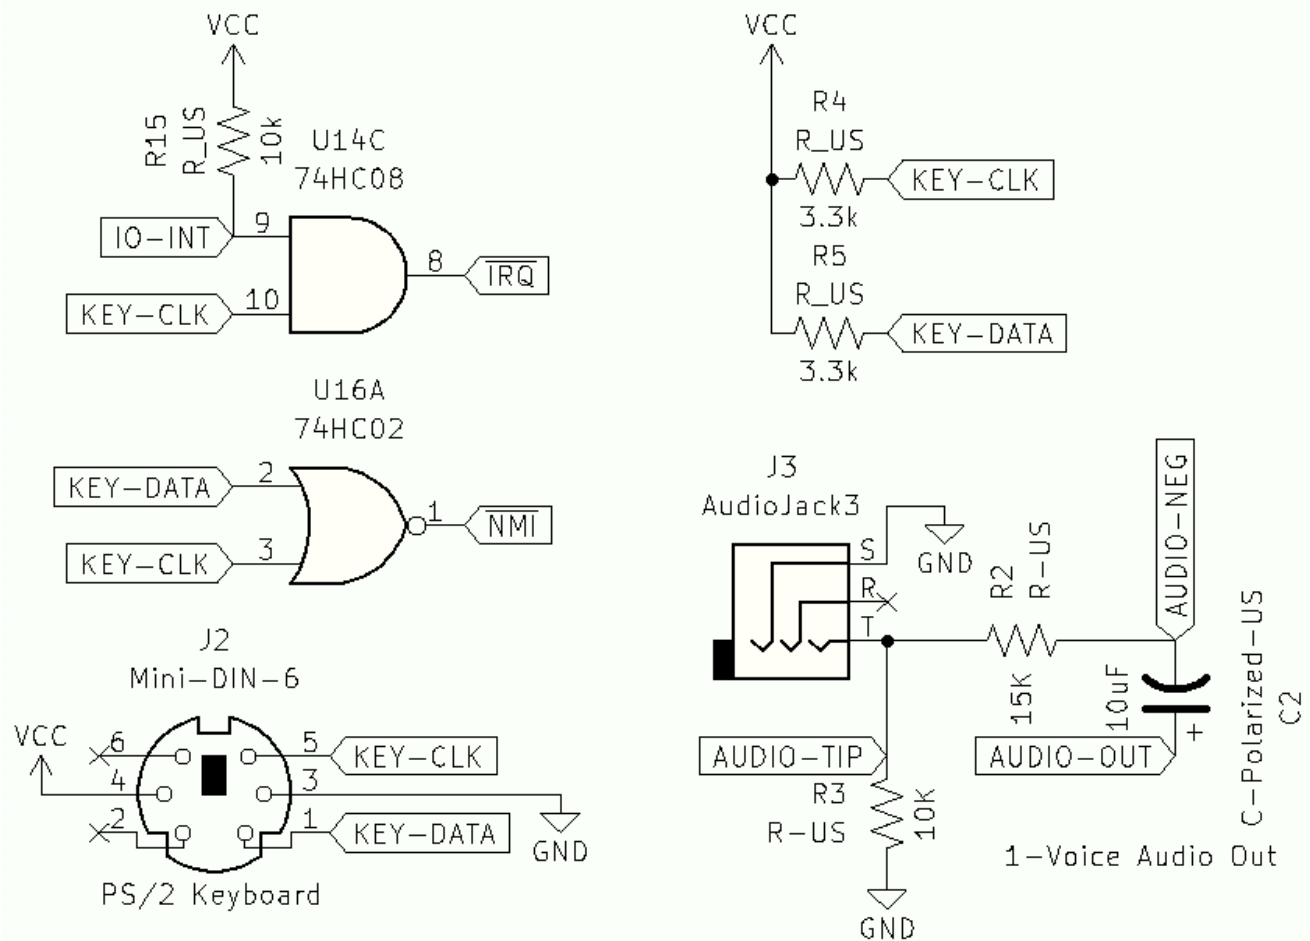 VCC
R15
R_US
10k
U14C
74HC08
IO-INT
9
KEY-CLK
10
8
IRQ
U16A
74HC02
KEY-DATA
2
KEY-CLK
3
1
NMI
J2
Mini-DIN-6
VCC
6
5
KEY-CLK
4
3
2
1
KEY-DATA
GND
PS/2 Keyboard
VCC
R4
R_US
KEY-CLK
3.3k
R5
R_US
KEY-DATA
3.3k
J3
AudioJack3
S
GND
R
T
R2
R-US
15K
AUDIO-NEG
10uF
+
C-Polarized-US
C2
AUDIO-TIP
AUDIO-OUT
R3
R-US
10K
GND
1-Voice Audio Out